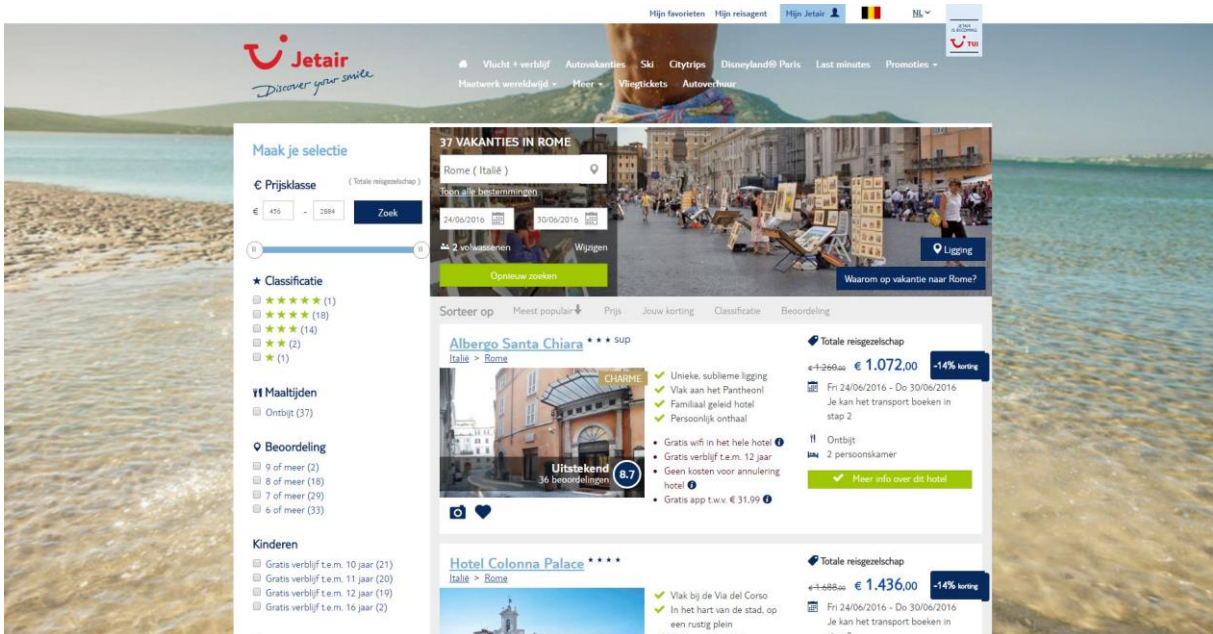 Mijn favorieten Mijn reisagent Mijn Jetair NL
JETAIR
IS BECOMING
TUI
Jetair
Discover your smile
Vlucht + verblijf Autovakanties Ski Citytrips Disneyland® Paris Last minutes Promoties
Maatwerk wereldwijd Meer Vliegtickets Autoverhuur
Maak je selectie
€ Prijsklasse ( Totale reisgezelschap )
€ 456 - 2884 Zoek
Classificatie
(1)
(18)
(14)
(2)
(1)
Maaltijden
Ontbijt (37)
Beoordeling
9 of meer (2)
8 of meer (18)
7 of meer (29)
6 of meer (33)
Kinderen
Gratis verblijf t.e.m. 10 jaar (21)
Gratis verblijf t.e.m. 11 jaar (20)
Gratis verblijf t.e.m. 12 jaar (19)
Gratis verblijf t.e.m. 16 jaar (2)
37 VAKANTIES IN ROME
Rome ( Italië )
Toon alle bestemmingen
24/06/2016 30/06/2016
2 volwassenen Wijzigen
Opnieuw zoeken
Ligging
Waarom op vakantie naar Rome?
Sorteer op Meest populair Prijs Jouw korting Classificatie Beoordeling
Albergo Santa Chiara * * * sup
Italië > Rome
CHARME
Uitstekend
36 beoordelingen
8.7
Unieke, sublieme ligging
Vlak aan het Pantheon!
Familiaal geleid hotel
Persoonlijk onthaal
Gratis wifi in het hele hotel
Gratis verblijf t.e.m. 12 jaar
Geen kosten voor annulering
hotel
Gratis app t.w.v. € 31,99
Totale reisgezelschap
€ 1.260,00 € 1.072,00 -14% korting
Fri 24/06/2016 - Do 30/06/2016
Je kan het transport boeken in
stap 2
Ontbijt
2 persoonskamer
Meer info over dit hotel
Hotel Colonna Palace * * * *
Italië > Rome
Vlak bij de Via del Corso
In het hart van de stad, op
een rustig plein
Totale reisgezelschap
€ 1.688,00 € 1.436,00 -14% korting
Fri 24/06/2016 - Do 30/06/2016
Je kan het transport boeken in